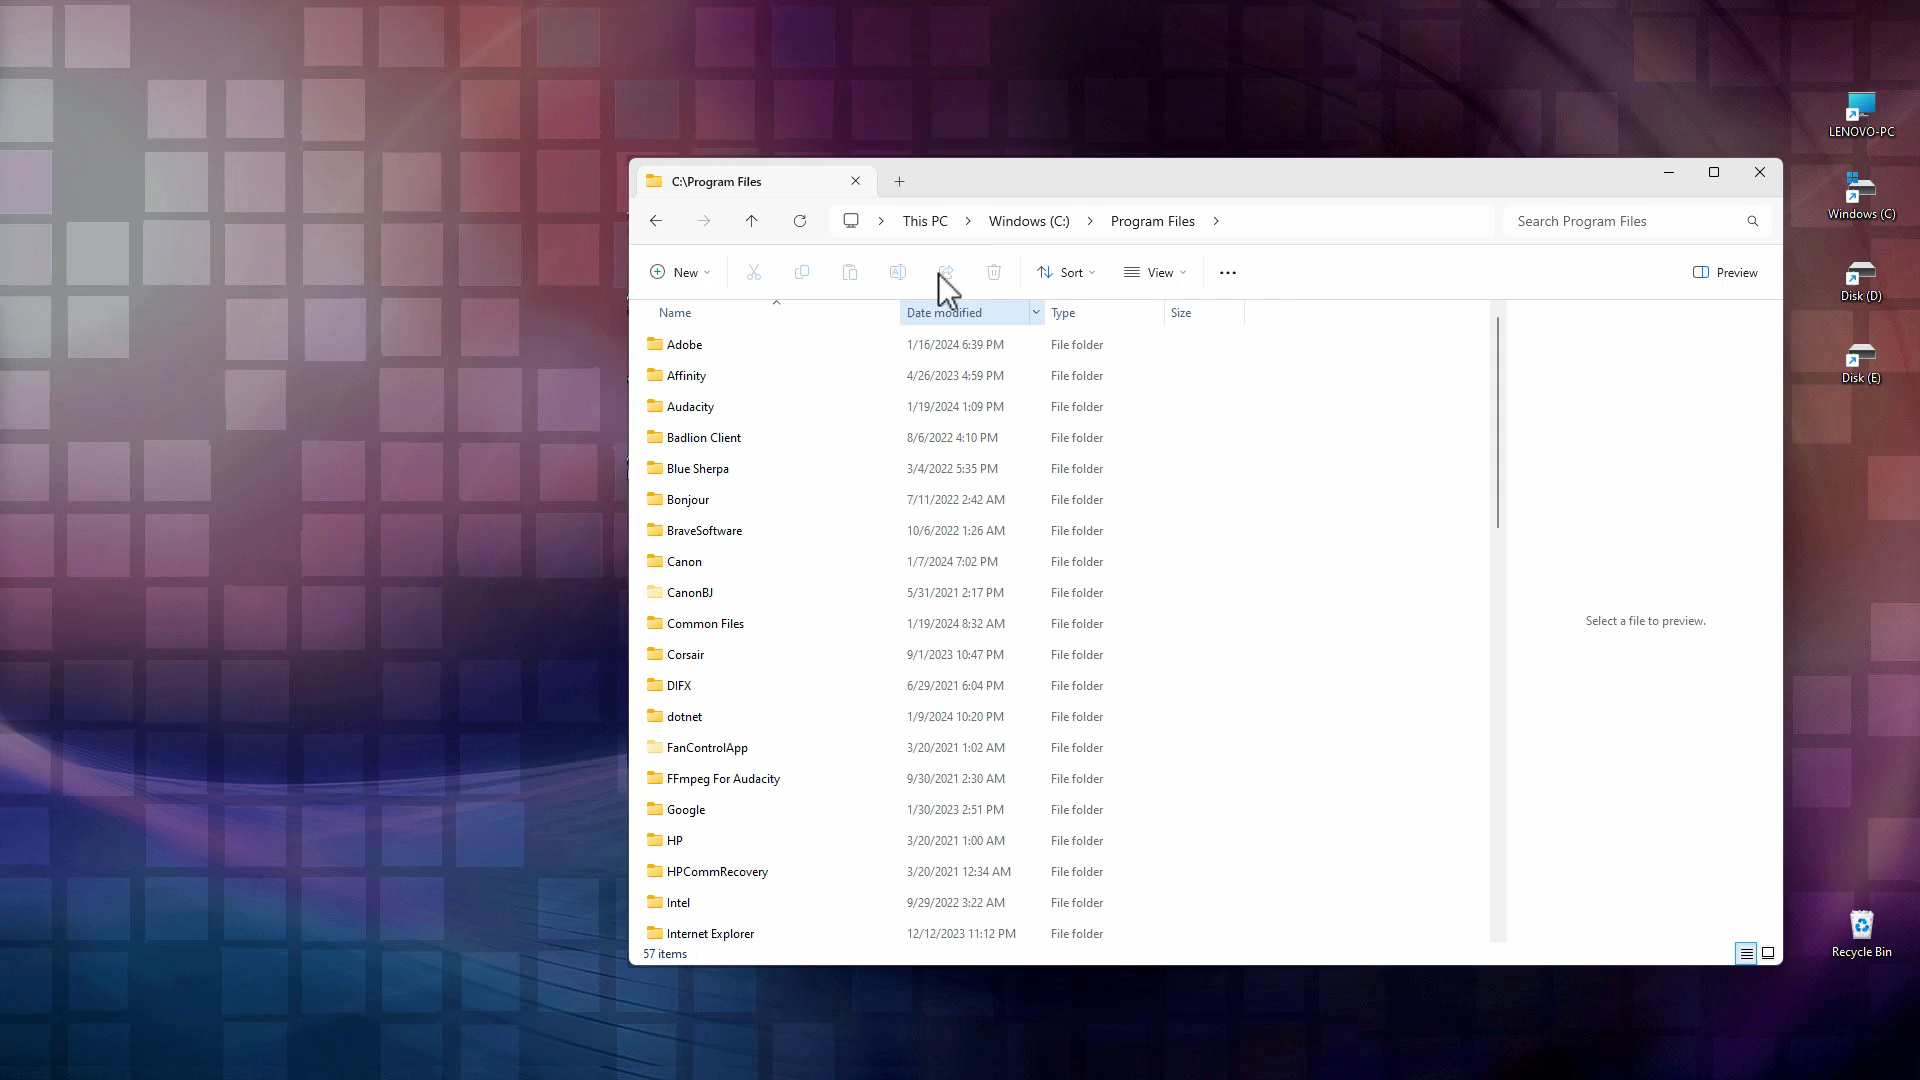 C:\Program Files
This PC
Windows (C:)
Program Files
Search Program Files
New
Sort
View
Preview
Name
Date modified
Type
Size
Adobe 1/16/2024 6:39 PM File folder
Affinity 4/26/2023 4:59 PM File folder
Audacity 1/19/2024 1:09 PM File folder
Badlion Client 8/6/2022 4:10 PM File folder
Blue Sherpa 3/4/2022 5:35 PM File folder
Bonjour 7/11/2022 2:42 AM File folder
BraveSoftware 10/6/2022 1:26 AM File folder
Canon 1/7/2024 7:02 PM File folder
CanonBJ 5/31/2021 2:17 PM File folder
Common Files 1/19/2024 8:32 AM File folder
Corsair 9/1/2023 10:47 PM File folder
DIFX 6/29/2021 6:04 PM File folder
dotnet 1/9/2024 10:20 PM File folder
FanControlApp 3/20/2021 1:02 AM File folder
FFmpeg For Audacity 9/30/2021 2:30 AM File folder
Google 1/30/2023 2:51 PM File folder
HP 3/20/2021 1:00 AM File folder
HPCommRecovery 3/20/2021 12:34 AM File folder
Intel 9/29/2022 3:22 AM File folder
Internet Explorer 12/12/2023 11:12 PM File folder
57 items
Select a file to preview.
LENOVO-PC
Windows (C)
Disk (D)
Disk (E)
Recycle Bin